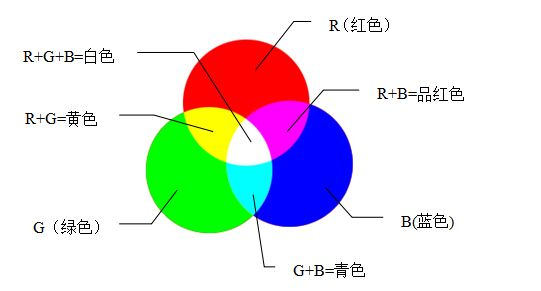 R（红色）
R+G+B=白色
R+B=品红色
R+G=黄色
G（绿色）
B(蓝色)
G+B=青色